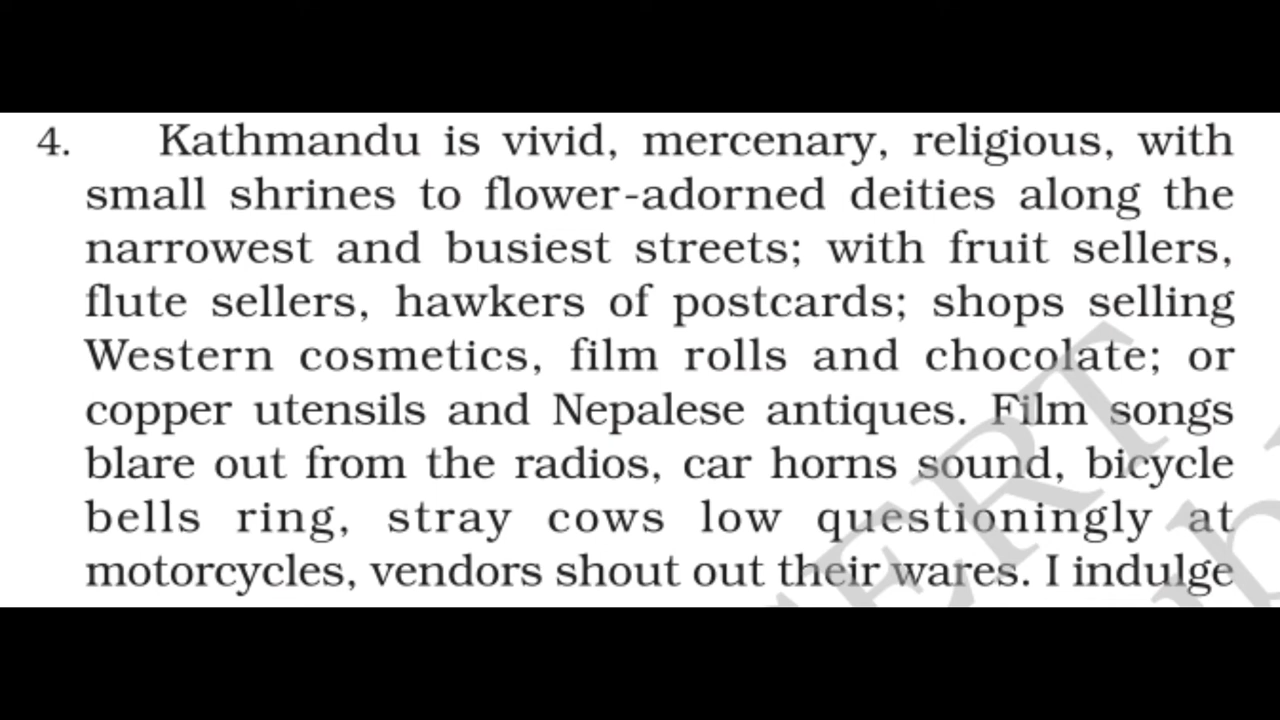 4. Kathmandu is vivid, mercenary, religious, with
small shrines to flower-adorned deities along the
narrowest and busiest streets; with fruit sellers,
flute sellers, hawkers of postcards; shops selling
Western cosmetics, film rolls and chocolate; or
copper utensils and Nepalese antiques. Film songs
blare out from the radios, car horns sound, bicycle
bells ring, stray cows low questioningly at
motorcycles, vendors shout out their wares. I indulge